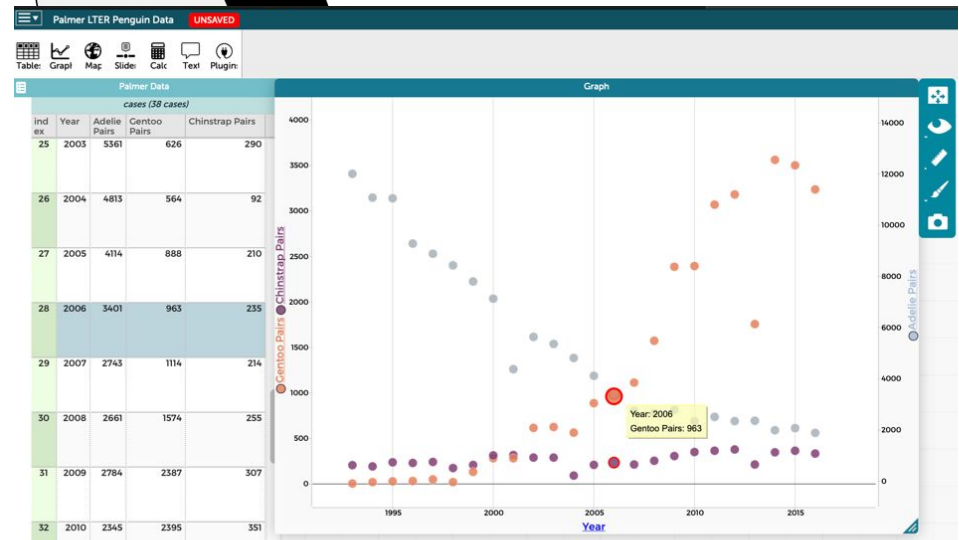 Palmer LTER Penguin Data UNSAVED
Table: Graph Map Slide: Calc Text Plugin:
Palmer Data
cases (38 cases)
ind ex Year Adelie Pairs Gentoo Pairs Chinstrap Pairs
25 2003 5361 626 290
26 2004 4813 564 92
27 2005 4114 888 210
28 2006 3401 963 235
29 2007 2743 1114 214
30 2008 2661 1574 255
31 2009 2784 2387 307
32 2010 2345 2395 351
Graph
4000
3500
3000
2500
2000
1500
1000
500
0
Gentoo Pairs Chinstrap Pairs
14000
12000
10000
8000
6000
4000
2000
0
Adelie Pairs
Year: 2006
Gentoo Pairs: 963
1995 2000 2005 2010 2015
Year